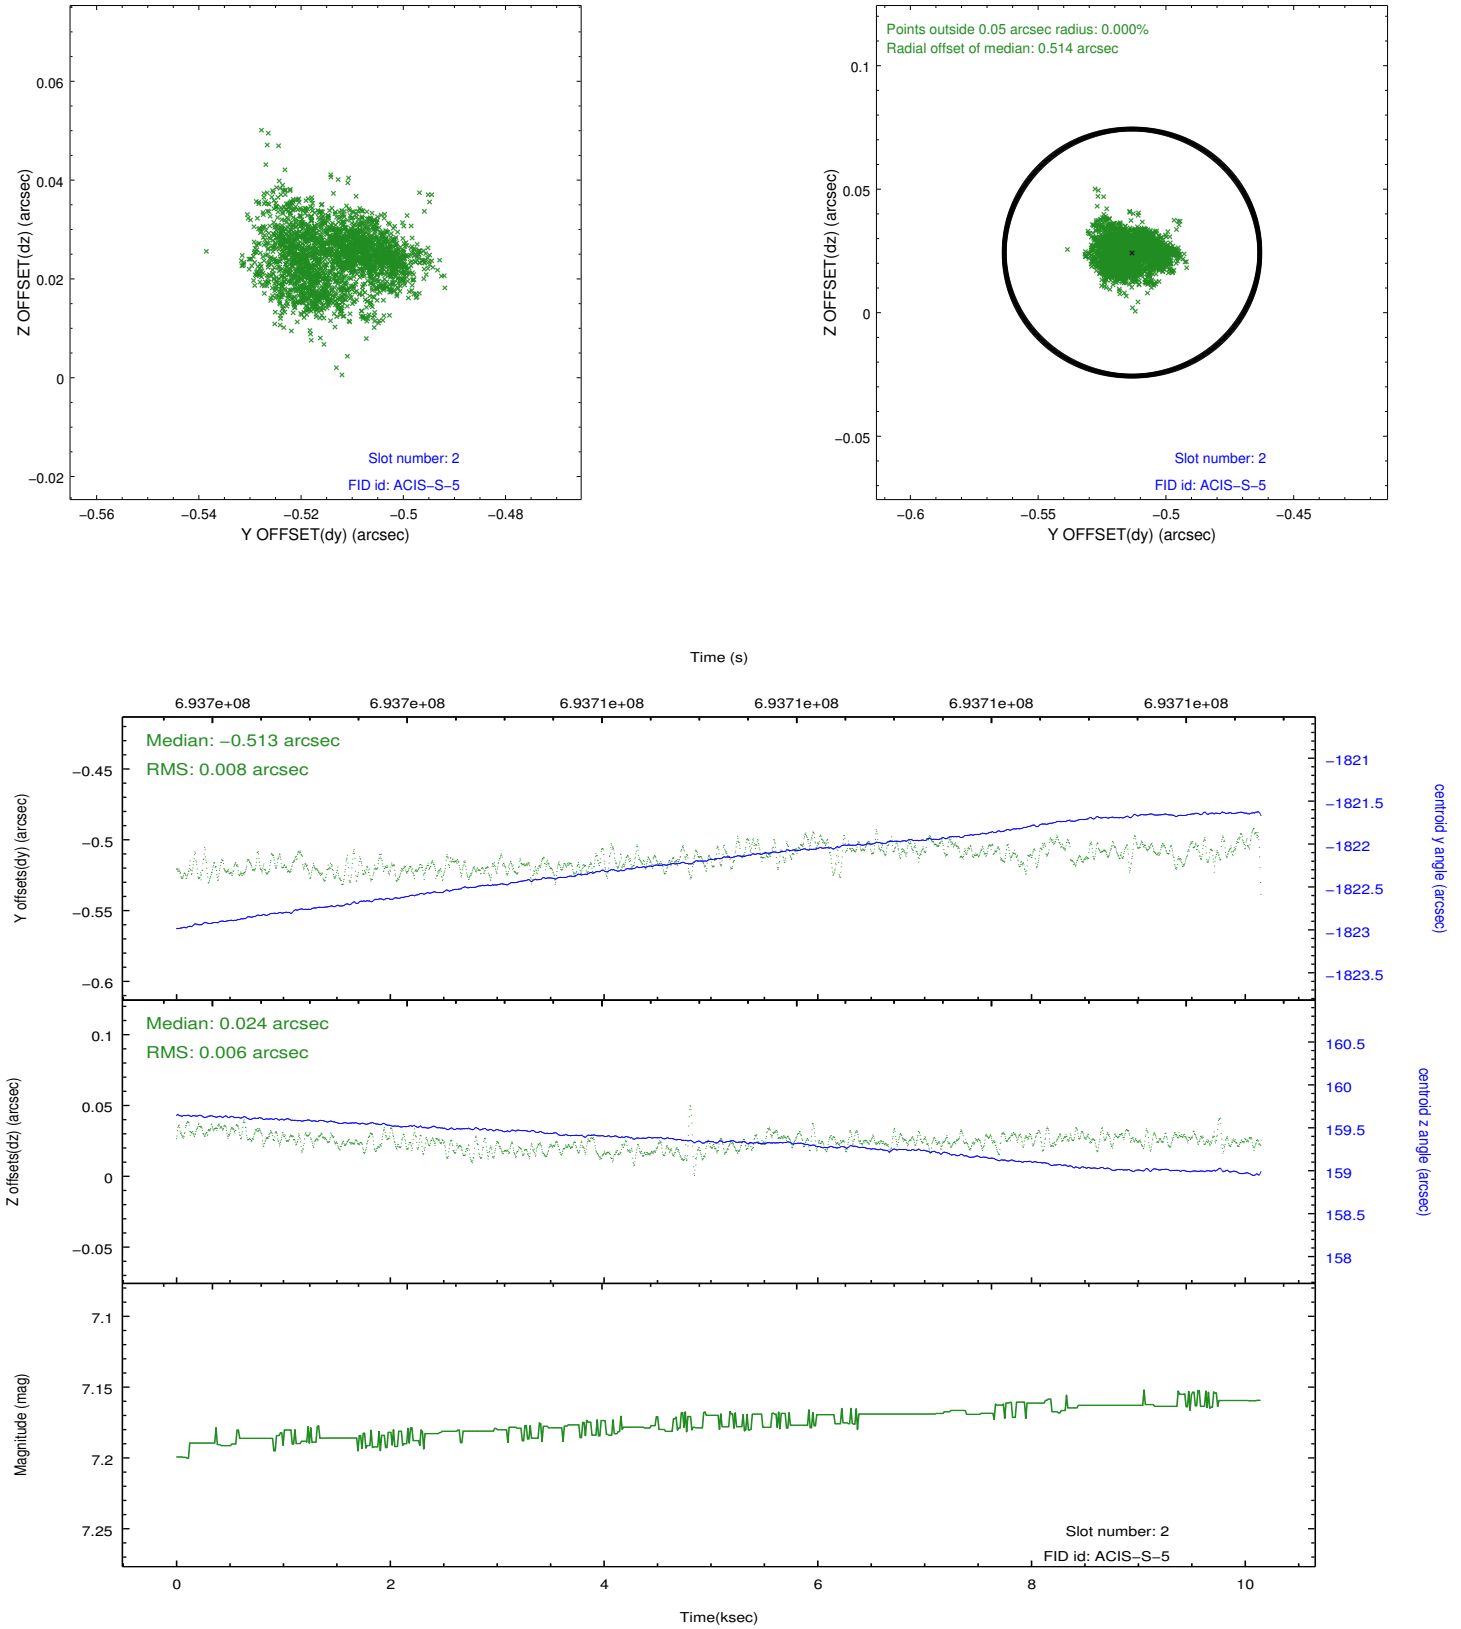 0.06
0.04
0.02
0
−0.02
Z OFFSET(dz) (arcsec)
Slot number: 2
FID id: ACIS−S−5
−0.56
−0.54
−0.52
−0.5
−0.48
Y OFFSET(dy) (arcsec)
Points outside 0.05 arcsec radius: 0.000%
Radial offset of median: 0.514 arcsec
0.1
0.05
0
−0.05
Z OFFSET(dz) (arcsec)
Slot number: 2
FID id: ACIS−S−5
−0.6
−0.55
−0.5
−0.45
Y OFFSET(dy) (arcsec)
Time (s)
6.937e+08
6.937e+08
6.9371e+08
6.9371e+08
6.9371e+08
6.9371e+08
Median: −0.513 arcsec
RMS: 0.008 arcsec
−0.45
−0.5
−0.55
−0.6
Y offsets(dy) (arcsec)
−1821
−1821.5
−1822
−1822.5
−1823
−1823.5
centroid y angle (arcsec)
Median: 0.024 arcsec
RMS: 0.006 arcsec
0.1
0.05
0
−0.05
Z offsets(dz) (arcsec)
160.5
160
159.5
159
158.5
158
centroid z angle (arcsec)
7.1
7.15
7.2
7.25
Magnitude (mag)
Slot number: 2
FID id: ACIS−S−5
0
2
4
6
8
10
Time(ksec)